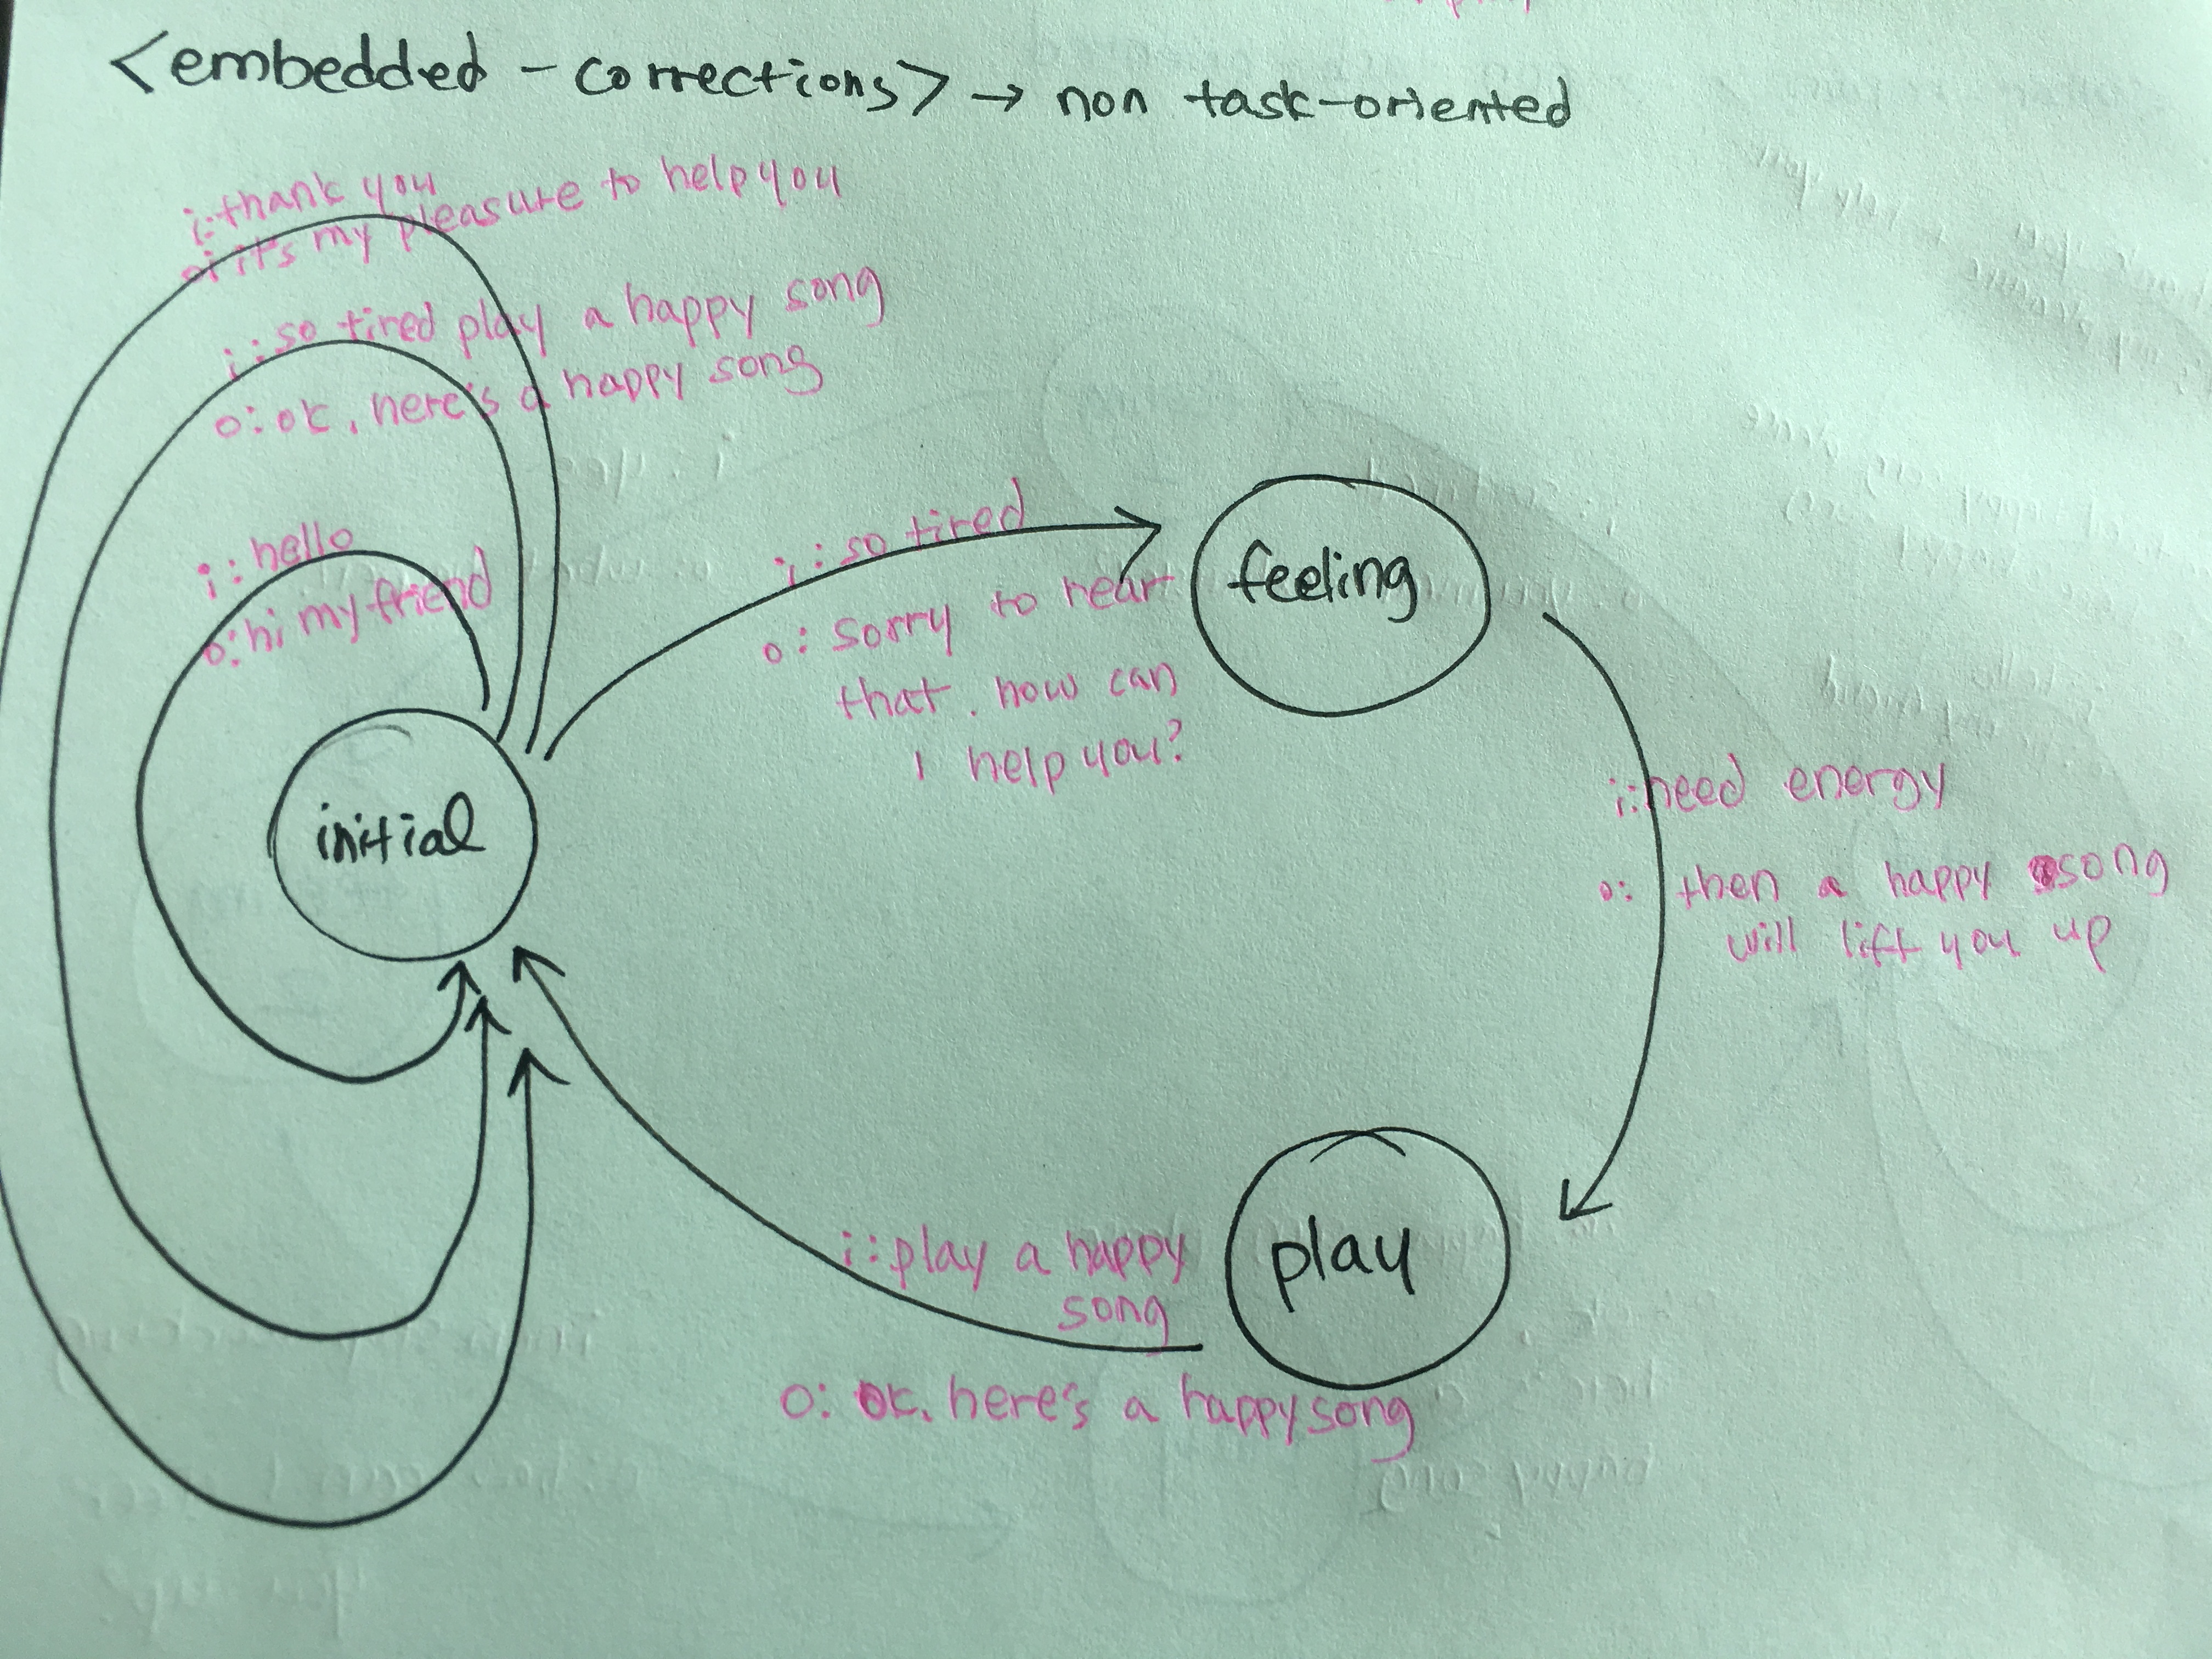 <embedded-corrections> → non task-oriented
i: thank you
o: it's my pleasure to help you
i: so tired play a happy song
o: ok, here's a happy song
i: hello
o: hi my friend
i: so tired
o: sorry to hear
that. how can
I help you?
feeling
initial
i: need energy
o: then a happy song
will lift you up
i: play a happy
song
play
o: ok. here's a happy song